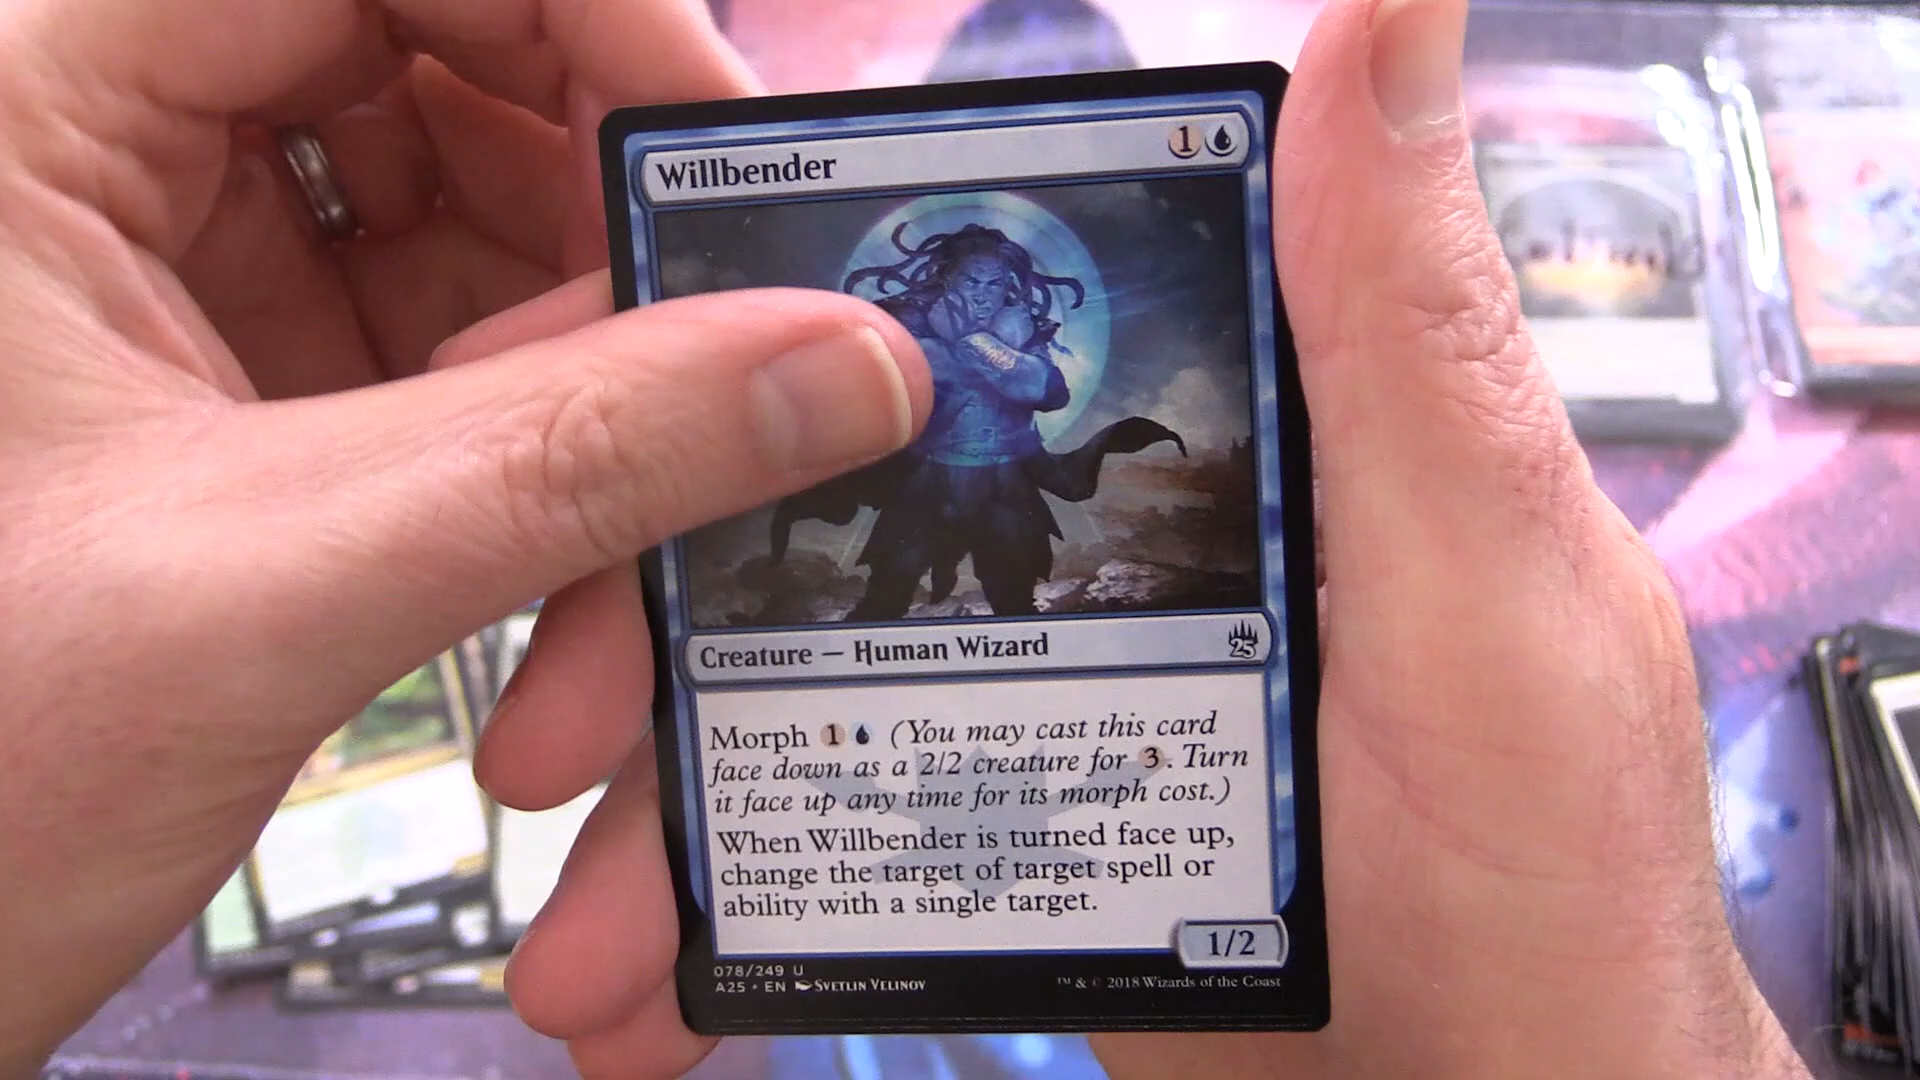 Willbender 1
Creature — Human Wizard
25
Morph 1 (You may cast this card
face down as a 2/2 creature for 3. Turn
it face up any time for its morph cost.)
When Willbender is turned face up,
change the target of target spell or
ability with a single target.
1/2
078/249 U
A25 • EN Svetlin Velinov
™ & © 2018 Wizards of the Coast